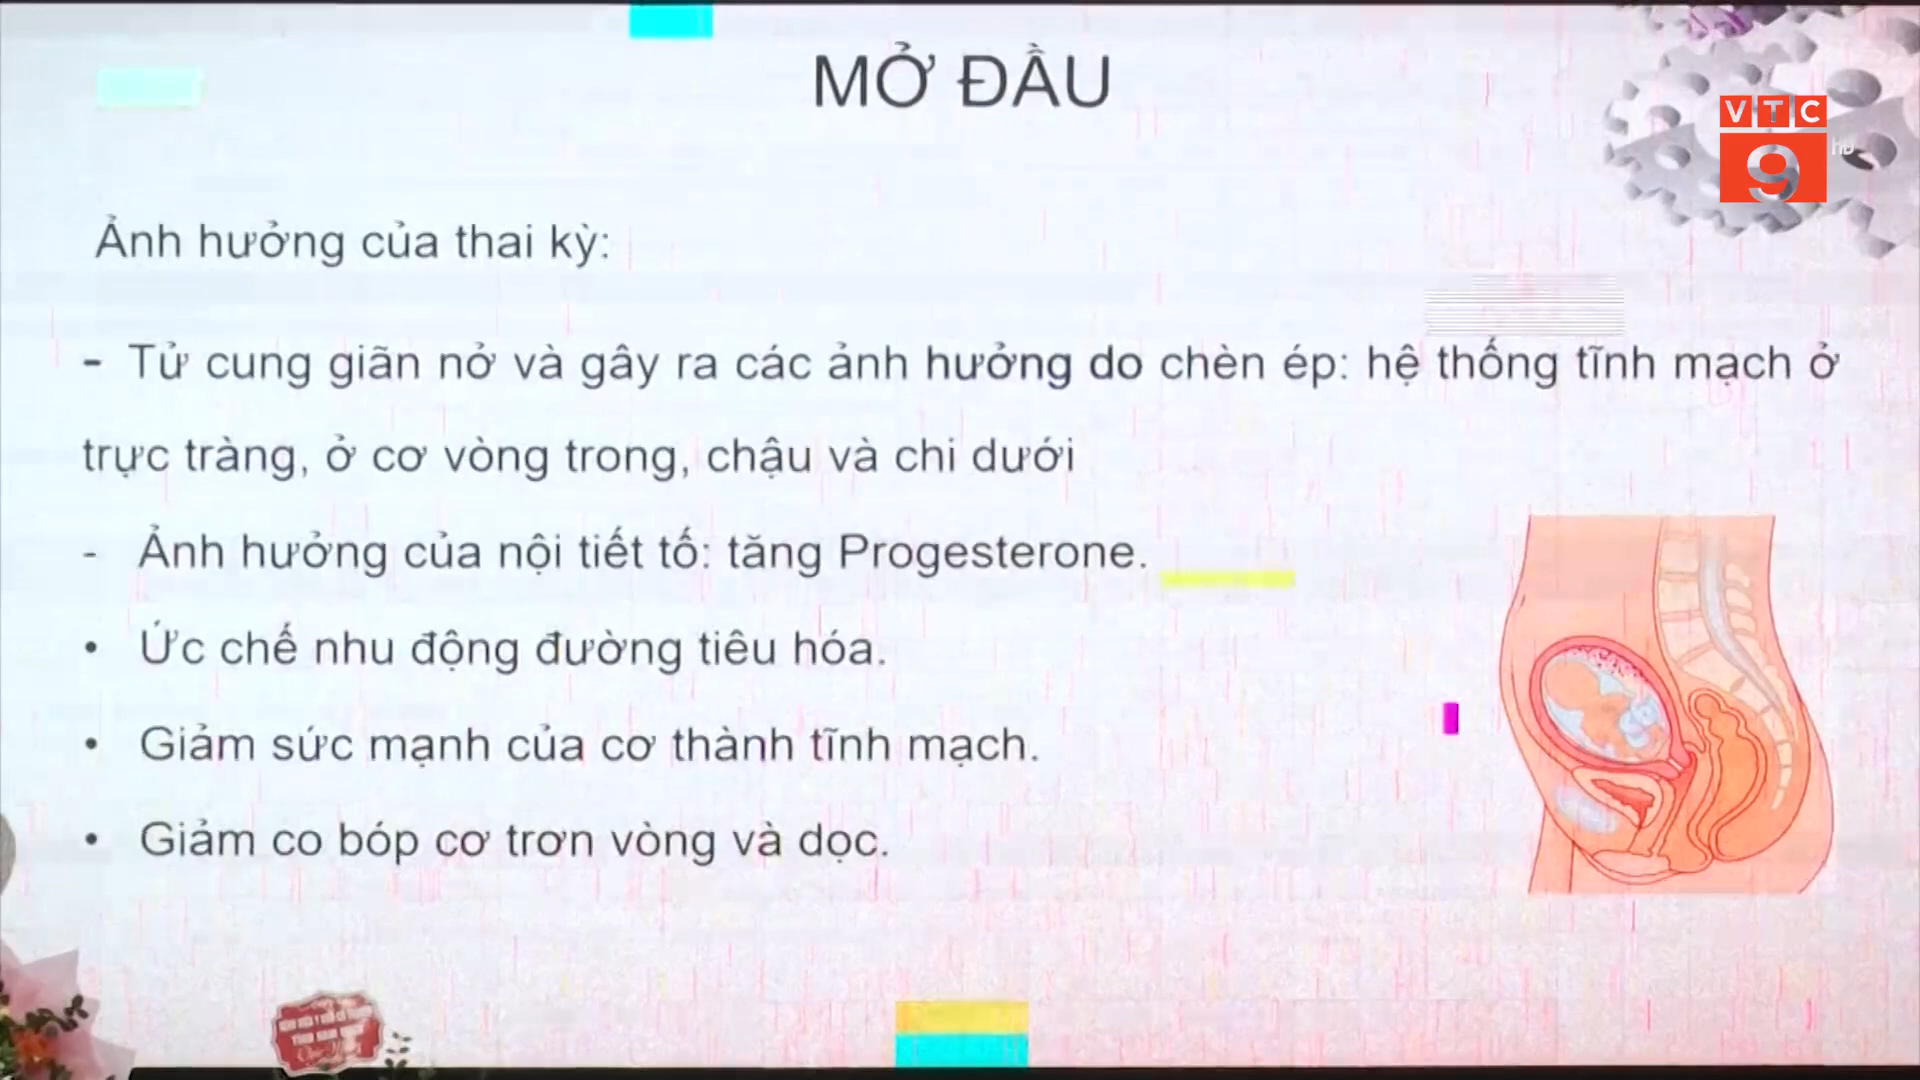 MỞ ĐẦU
VTC
9
HD
Ảnh hưởng của thai kỳ:
- Tử cung giãn nở và gây ra các ảnh hưởng do chèn ép: hệ thống tĩnh mạch ở
trực tràng, ở cơ vòng trong, chậu và chi dưới
- Ảnh hưởng của nội tiết tố: tăng Progesterone.
• Ức chế nhu động đường tiêu hóa.
• Giảm sức mạnh của cơ thành tĩnh mạch.
• Giảm co bóp cơ trơn vòng và dọc.